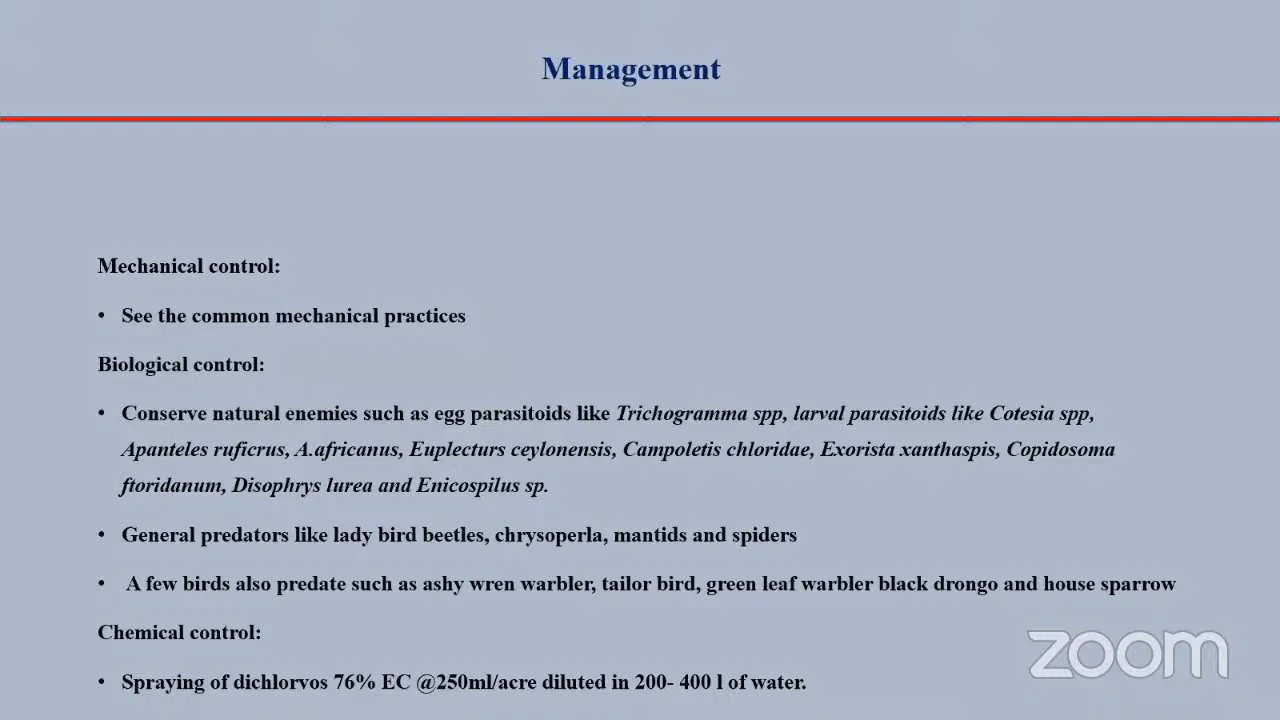 Management
Mechanical control:
• See the common mechanical practices
Biological control:
• Conserve natural enemies such as egg parasitoids like Trichogramma spp, larval parasitoids like Cotesia spp,
Apanteles ruficrus, A.africanus, Euplecturs ceylonensis, Campoletis chloridae, Exorista xanthaspis, Copidosoma
ftoridanum, Disophrys lurea and Enicospilus sp.
• General predators like lady bird beetles, chrysoperla, mantids and spiders
• A few birds also predate such as ashy wren warbler, tailor bird, green leaf warbler black drongo and house sparrow
Chemical control:
• Spraying of dichlorvos 76% EC @250ml/acre diluted in 200- 400 l of water.
zoom